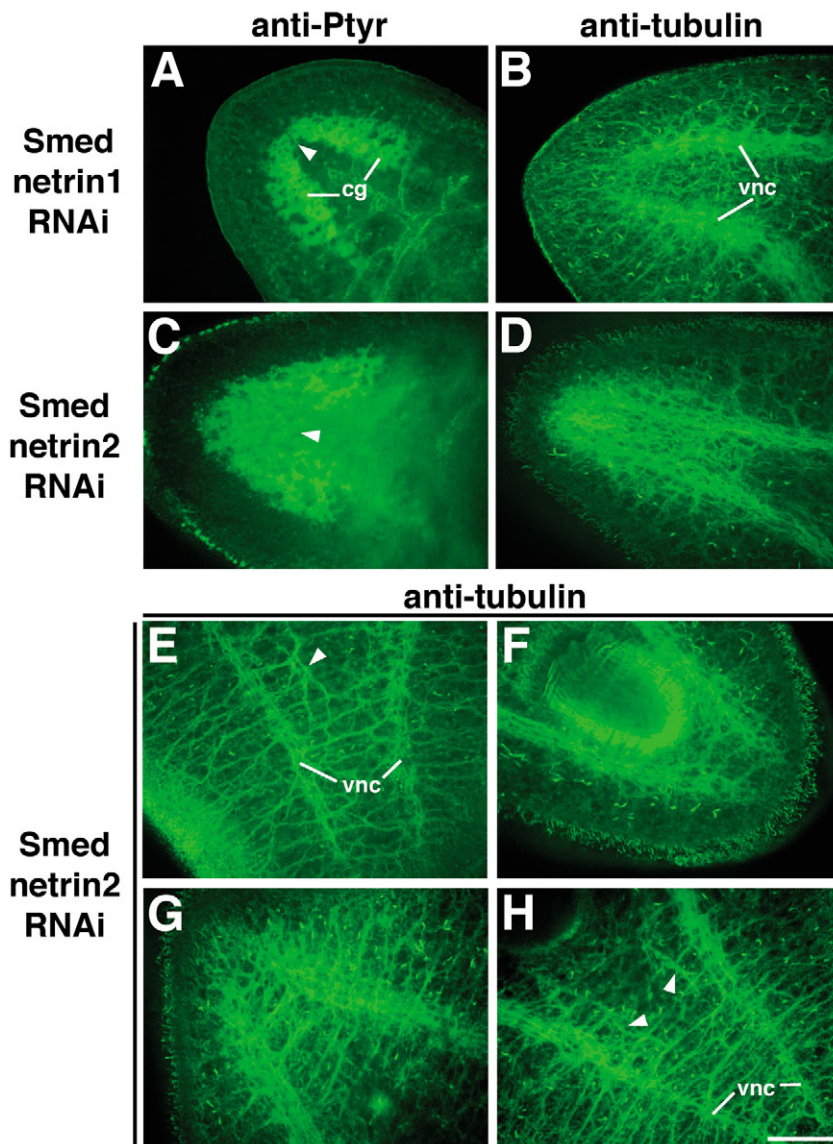 anti-Ptyr
anti-tubulin
Smed
netrin1
RNAi
A
cg
B
vnc
Smed
netrin2
RNAi
C
D
anti-tubulin
Smed
netrin2
RNAi
E
vnc
F
G
H
vnc